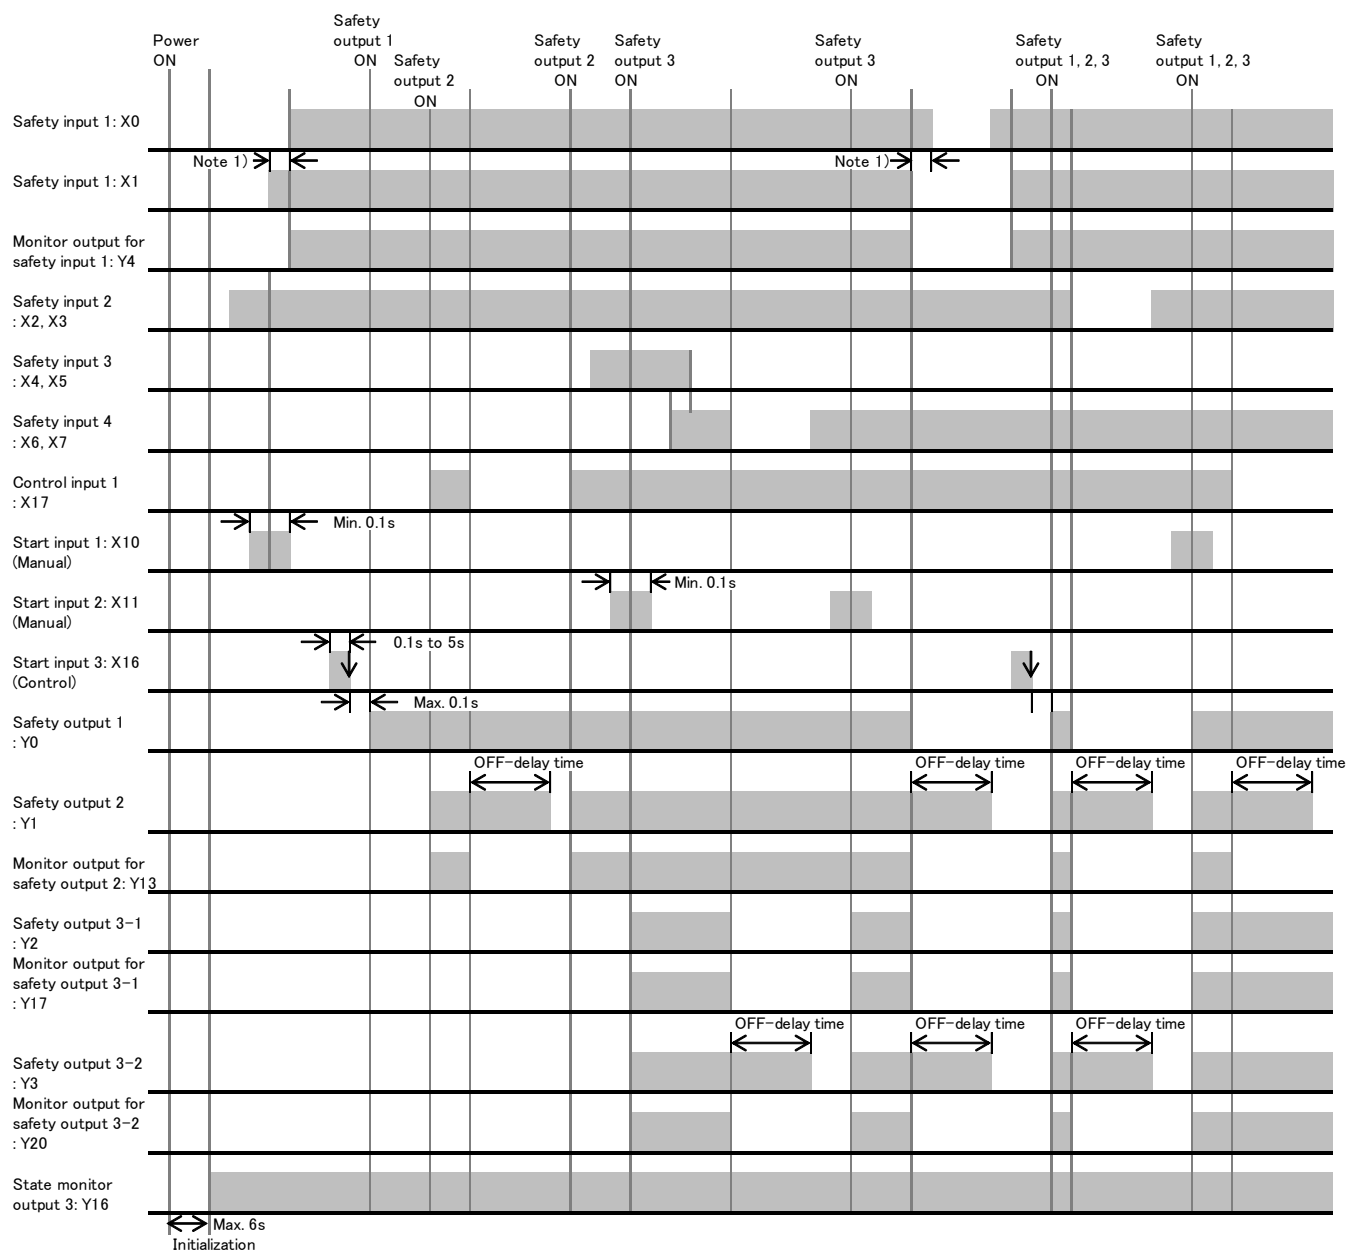 Safety
output 1
ON
Power
ON
Safety
output 2
ON
Safety
output 2
ON
Safety
output 3
ON
Safety
output 3
ON
Safety
output 1, 2, 3
ON
Safety
output 1, 2, 3
ON
Safety input 1: X0
Note 1)
Note 1)
Safety input 1: X1
Monitor output for
safety input 1: Y4
Safety input 2
: X2, X3
Safety input 3
: X4, X5
Safety input 4
: X6, X7
Control input 1
: X17
Min. 0.1s
Start input 1: X10
(Manual)
Min. 0.1s
Start input 2: X11
(Manual)
0.1s to 5s
Start input 3: X16
(Control)
Max. 0.1s
Safety output 1
: Y0
OFF-delay time
OFF-delay time
OFF-delay time
OFF-delay time
Safety output 2
: Y1
Monitor output for
safety output 2: Y13
Safety output 3-1
: Y2
Monitor output for
safety output 3-1
: Y17
OFF-delay time
OFF-delay time
OFF-delay time
Safety output 3-2
: Y3
Monitor output for
safety output 3-2
: Y20
State monitor
output 3: Y16
Max. 6s
Initialization